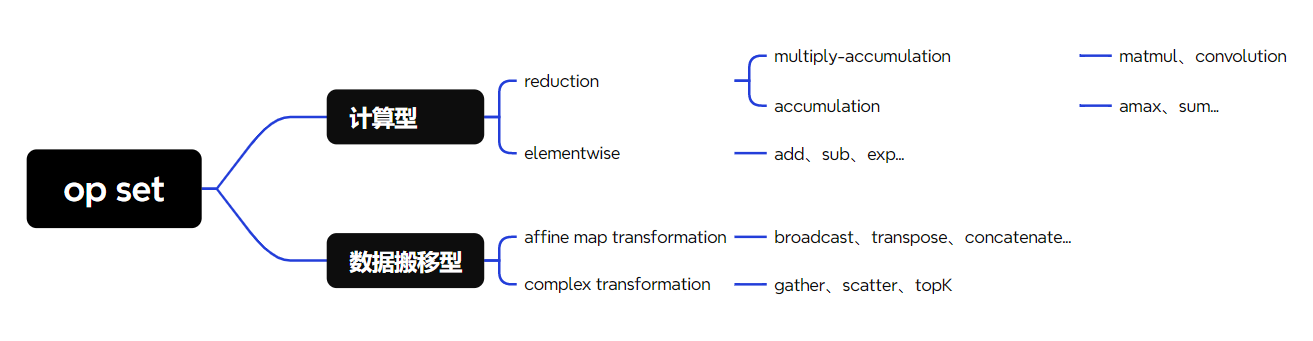 op set
计算型
reduction
multiply-accumulation
matmul、convolution
accumulation
amax、sum...
elementwise
add、sub、exp...
数据搬移型
affine map transformation
broadcast、transpose、concatenate...
complex transformation
gather、scatter、topK